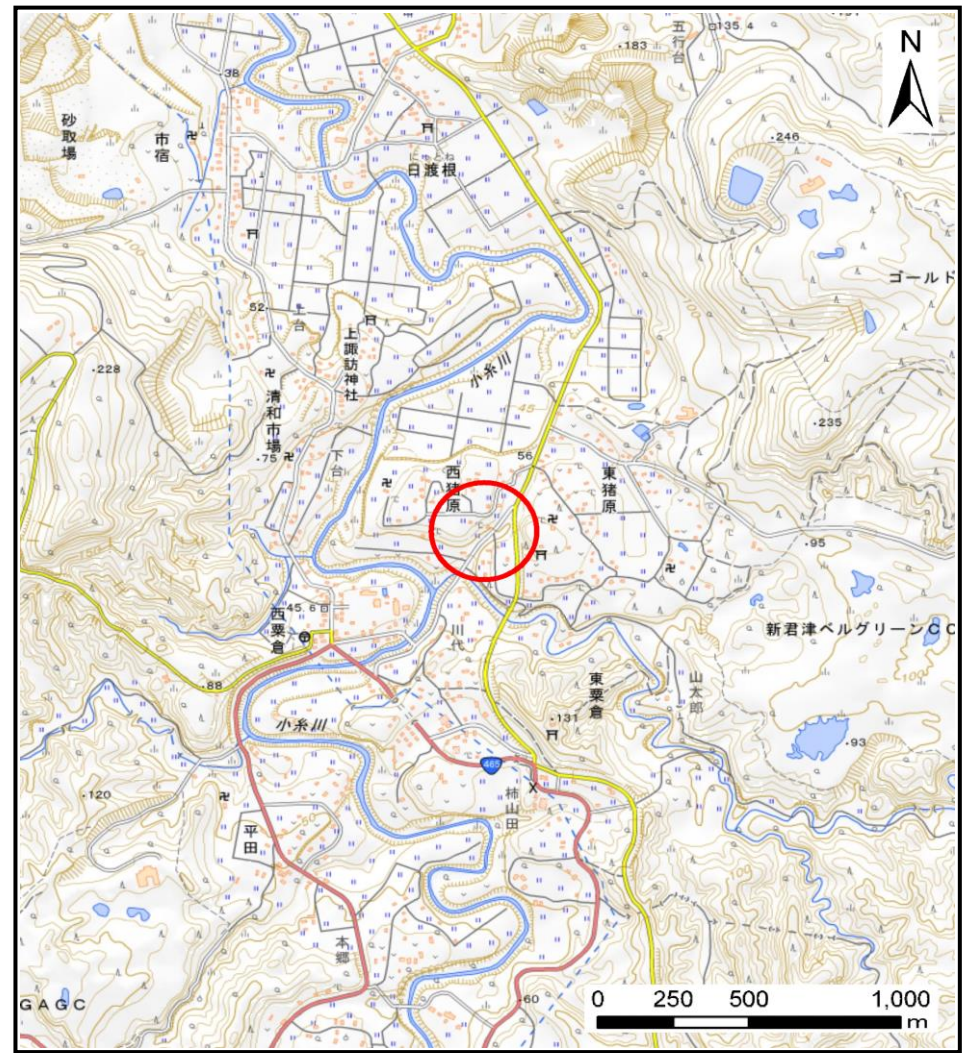 N
五行台
135.4
183
38
246
砂取場
市宿
にっとね
日渡根
ゴールド
52
上台
上諏訪神社
小糸川
45
228
清和市場
75
下台
235
56
西猪原
東猪原
95
45.6
西粟倉
川代
新君津ベルグリーンCC
88
東粟倉
山太郎
小糸川
131
93
465
120
柿山田
平田
50
本郷
GAGC
60
0 250 500 1,000
m